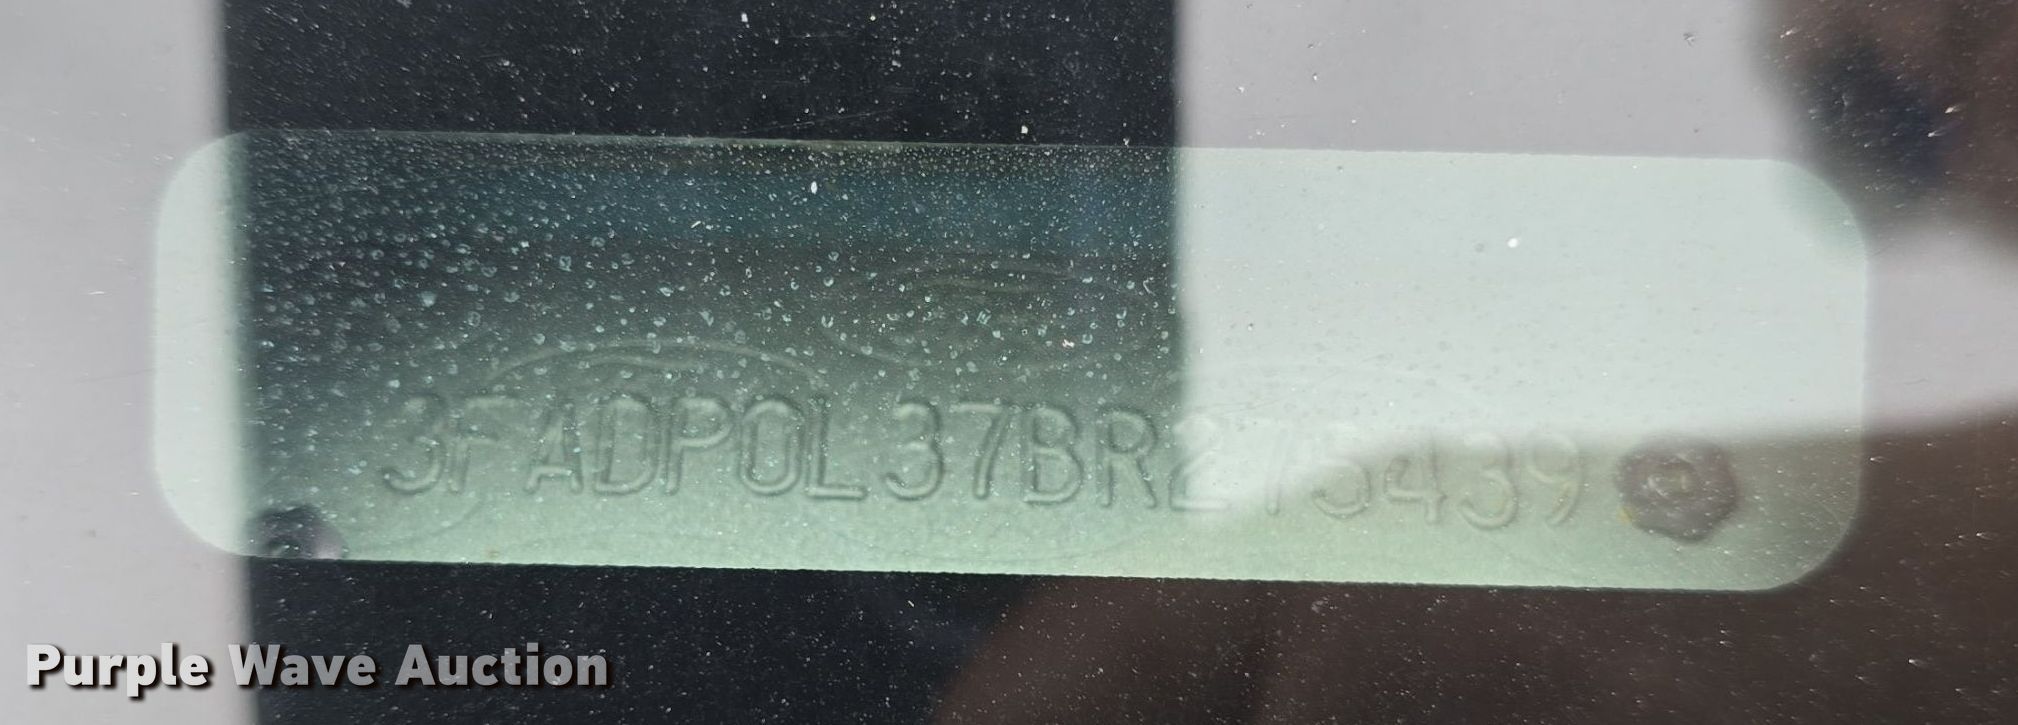 3FADP0L37BR275439
Purple Wave Auction